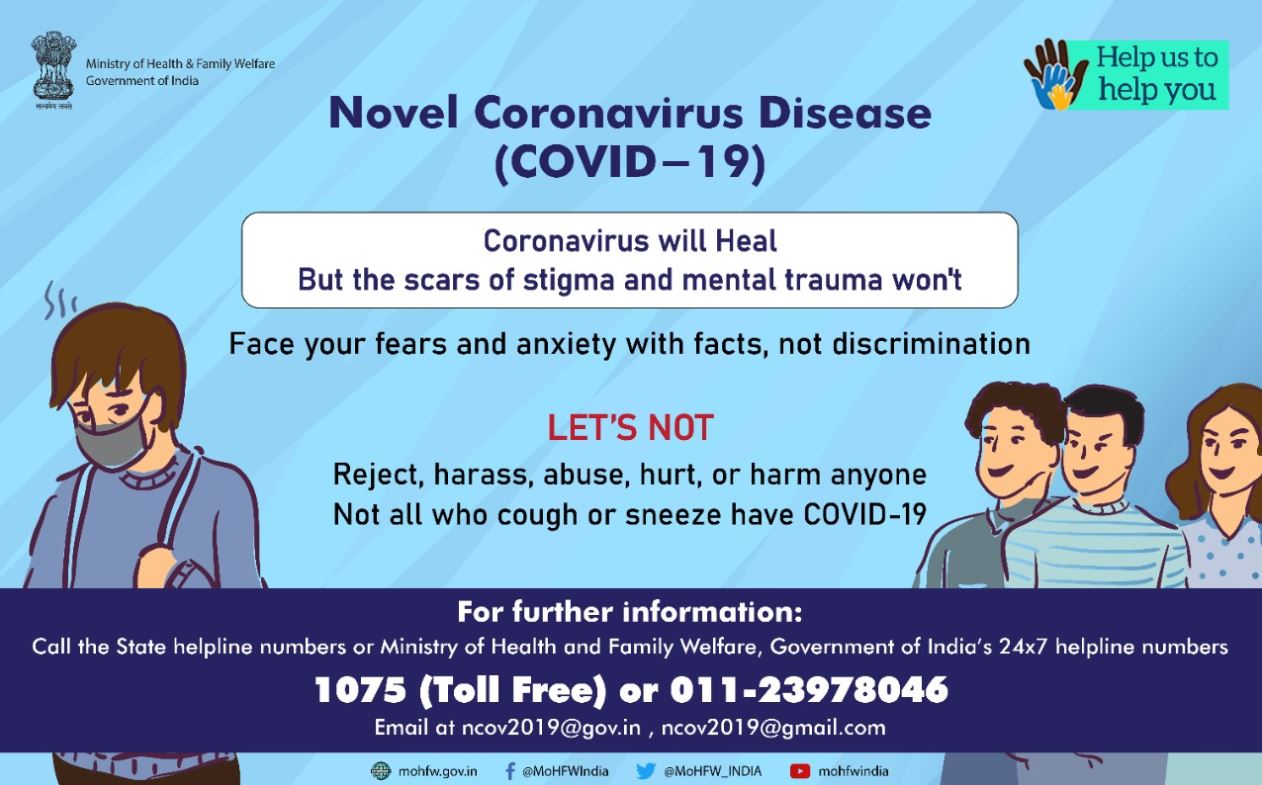 सत्यमेव जयते
Ministry of Health & Family Welfare
Government of India
Help us to
help you
Novel Coronavirus Disease
(COVID–19)
Coronavirus will Heal
But the scars of stigma and mental trauma won't
Face your fears and anxiety with facts, not discrimination
LET'S NOT
Reject, harass, abuse, hurt, or harm anyone
Not all who cough or sneeze have COVID-19
For further information:
Call the State helpline numbers or Ministry of Health and Family Welfare, Government of India's 24x7 helpline numbers
1075 (Toll Free) or 011-23978046
Email at ncov2019@gov.in , ncov2019@gmail.com
mohfw.gov.in @MoHFWIndia @MoHFW_INDIA mohfwindia